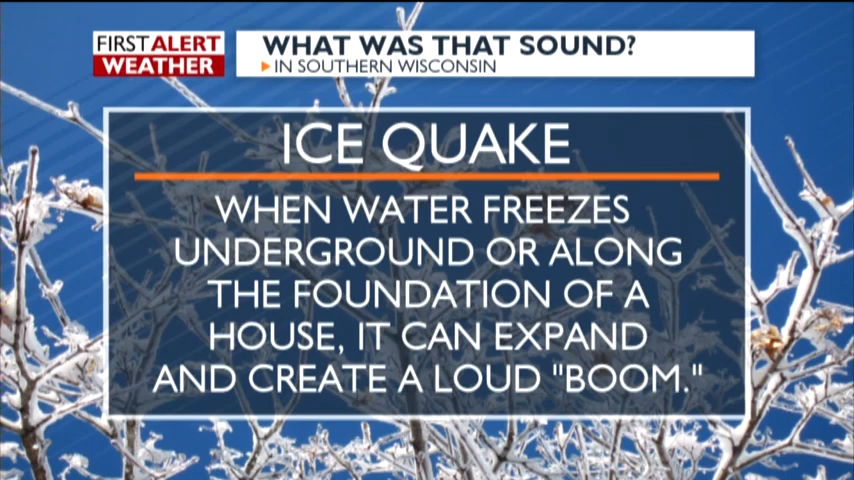 FIRST ALERT
WEATHER
WHAT WAS THAT SOUND?
IN SOUTHERN WISCONSIN
ICE QUAKE
WHEN WATER FREEZES
UNDERGROUND OR ALONG
THE FOUNDATION OF A
HOUSE, IT CAN EXPAND
AND CREATE A LOUD "BOOM."